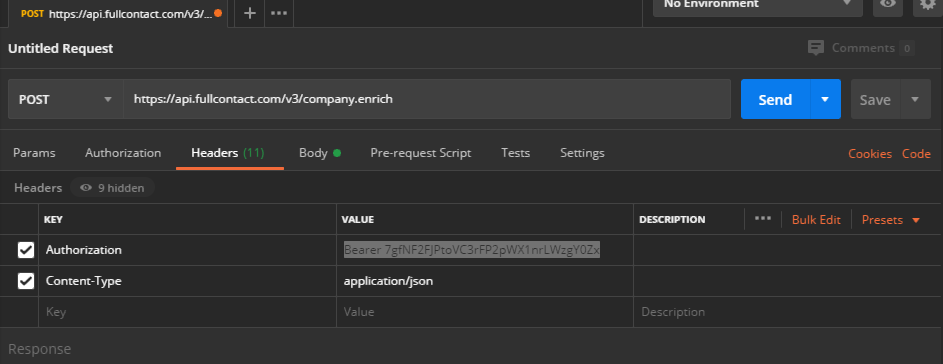 POST https://api.fullcontact.com/v3/... No Environment
Untitled Request Comments 0
POST https://api.fullcontact.com/v3/company.enrich Send Save
Params Authorization Headers (11) Body Pre-request Script Tests Settings Cookies Code
Headers 9 hidden
KEY VALUE DESCRIPTION ••• Bulk Edit Presets
Authorization Bearer 7gfNF2FJPtoVC3rFP2pWX1nrLWzgY0Zx
Content-Type application/json
Key Value Description
Response